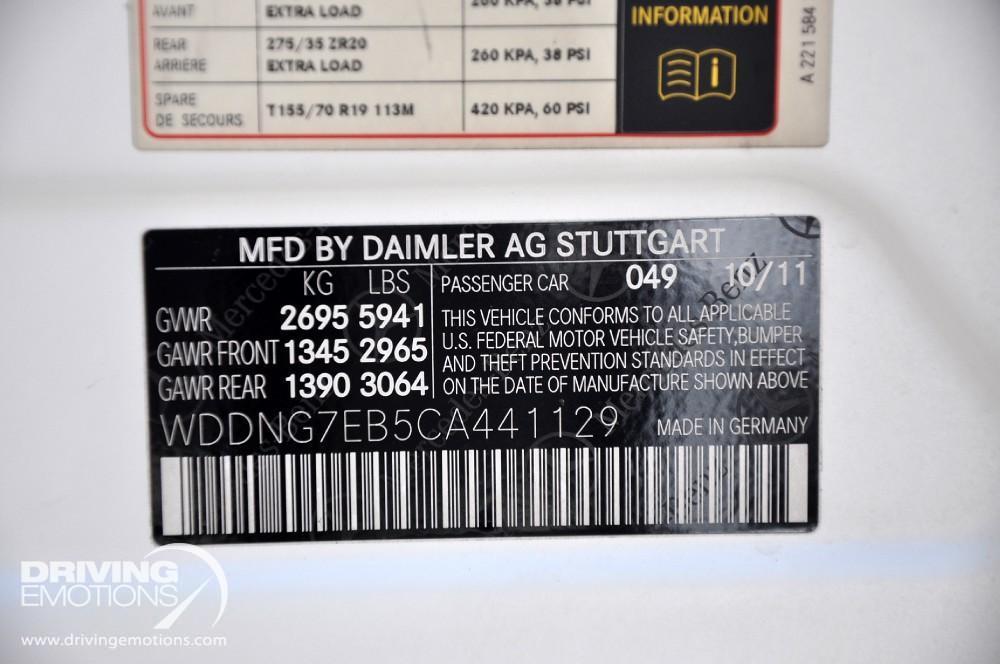 AVANT EXTRA LOAD 260 KPA, 38 PSI
REAR 275/35 ZR20 260 KPA, 38 PSI
ARRIERE EXTRA LOAD
SPARE T155/70 R19 113M 420 KPA, 60 PSI
DE SECOURS
INFORMATION
i
A 221 584
MFD BY DAIMLER AG STUTTGART
KG LBS PASSENGER CAR 049 10/11
GVWR 2695 5941
GAWR FRONT 1345 2965
GAWR REAR 1390 3064
THIS VEHICLE CONFORMS TO ALL APPLICABLE
U.S. FEDERAL MOTOR VEHICLE SAFETY,BUMPER
AND THEFT PREVENTION STANDARDS IN EFFECT
ON THE DATE OF MANUFACTURE SHOWN ABOVE
WDDNG7EB5CA441129 MADE IN GERMANY
DRIVING
EMOTIONS
www.drivingemotions.com